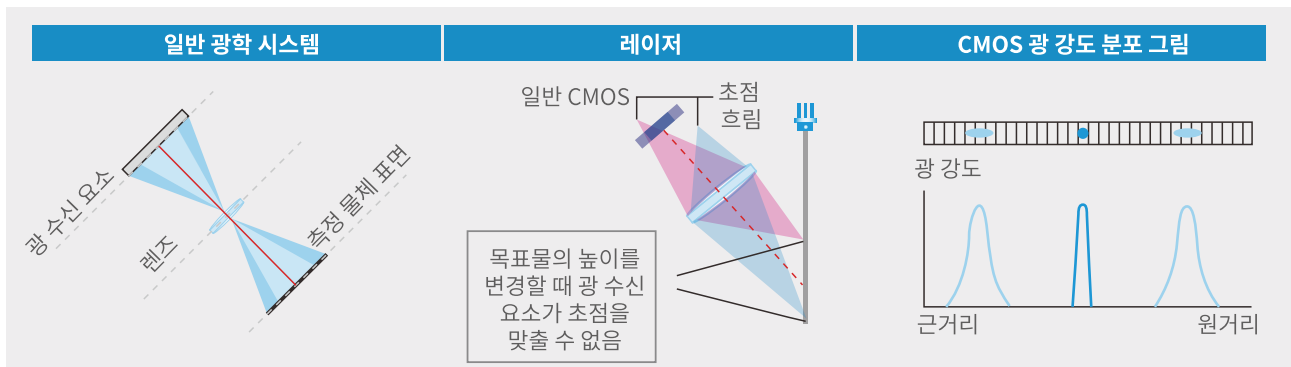 일반 광학 시스템
광 수신 요소
렌즈
측정 물체 표면
레이저
일반 CMOS
초점
흐림
목표물의 높이를
변경할 때 광 수신
요소가 초점을
맞출 수 없음
CMOS 광 강도 분포 그림
광 강도
근거리
원거리